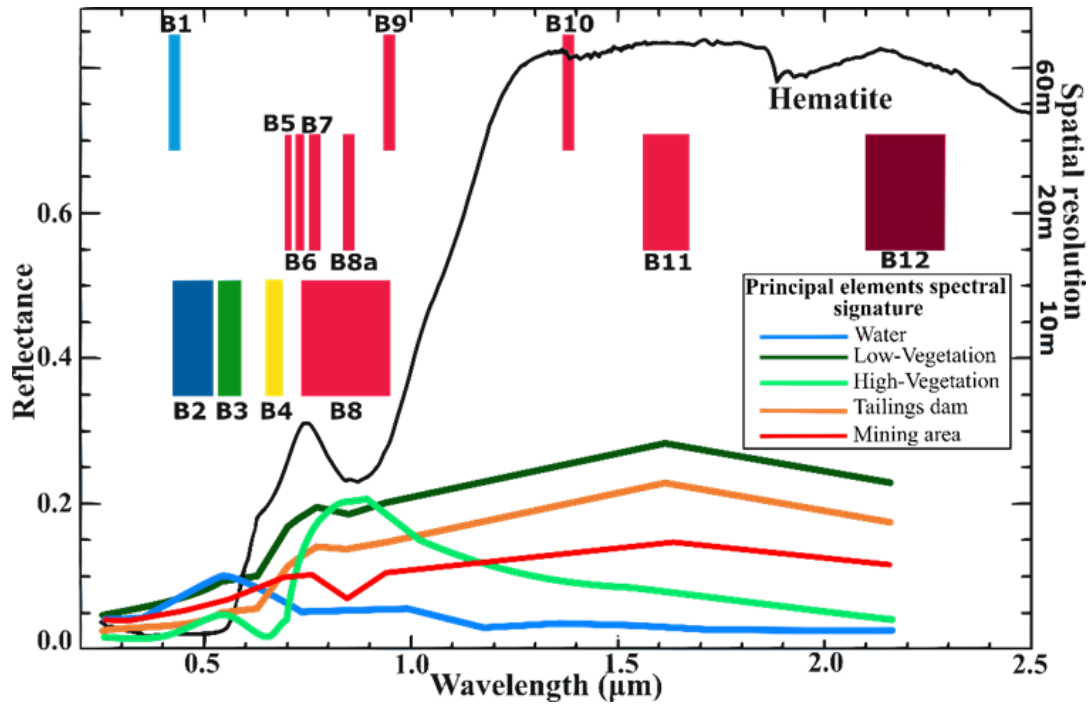 B1
B9
B10
Hematite
B5
B7
B6
B8a
B11
B12
B2
B3
B4
B8
Reflectance
0.6
0.4
0.2
0.0
60m
20m
10m
Spatial resolution
Principal elements spectral
signature
Water
Low-Vegetation
High-Vegetation
Tailings dam
Mining area
0.5
1.0
1.5
2.0
2.5
Wavelength (μm)